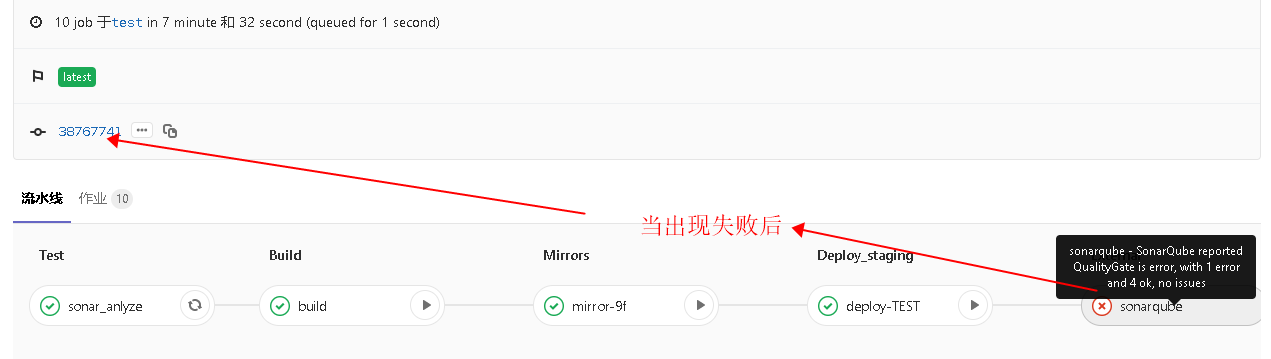 10 job 于test in 7 minute 和 32 second (queued for 1 second)
latest
38767741
流水线 作业 10
当出现失败后
Test Build Mirrors Deploy_staging
sonarqube - SonarQube reported
QualityGate is error, with 1 error
and 4 ok, no issues
sonar_anlyze build mirror-9f deploy-TEST sonarqube